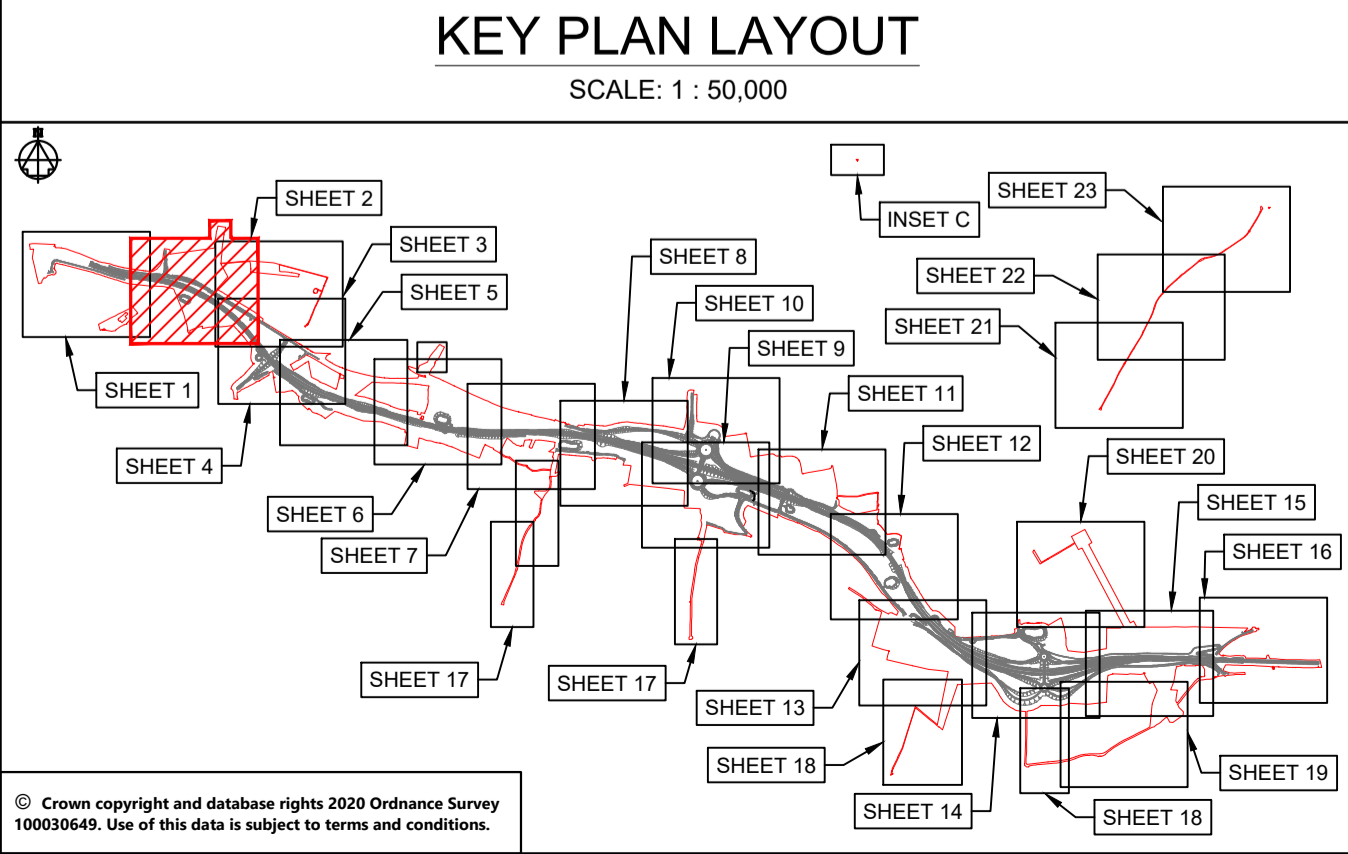 KEY PLAN LAYOUT
SCALE: 1 : 50,000
N
SHEET 2
SHEET 23
INSET C
SHEET 3
SHEET 8
SHEET 22
SHEET 5
SHEET 10
SHEET 21
SHEET 9
SHEET 1
SHEET 11
SHEET 12
SHEET 4
SHEET 20
SHEET 15
SHEET 6
SHEET 7
SHEET 16
SHEET 17
SHEET 17
SHEET 13
SHEET 18
SHEET 19
SHEET 14
SHEET 18
© Crown copyright and database rights 2020 Ordnance Survey
100030649. Use of this data is subject to terms and conditions.